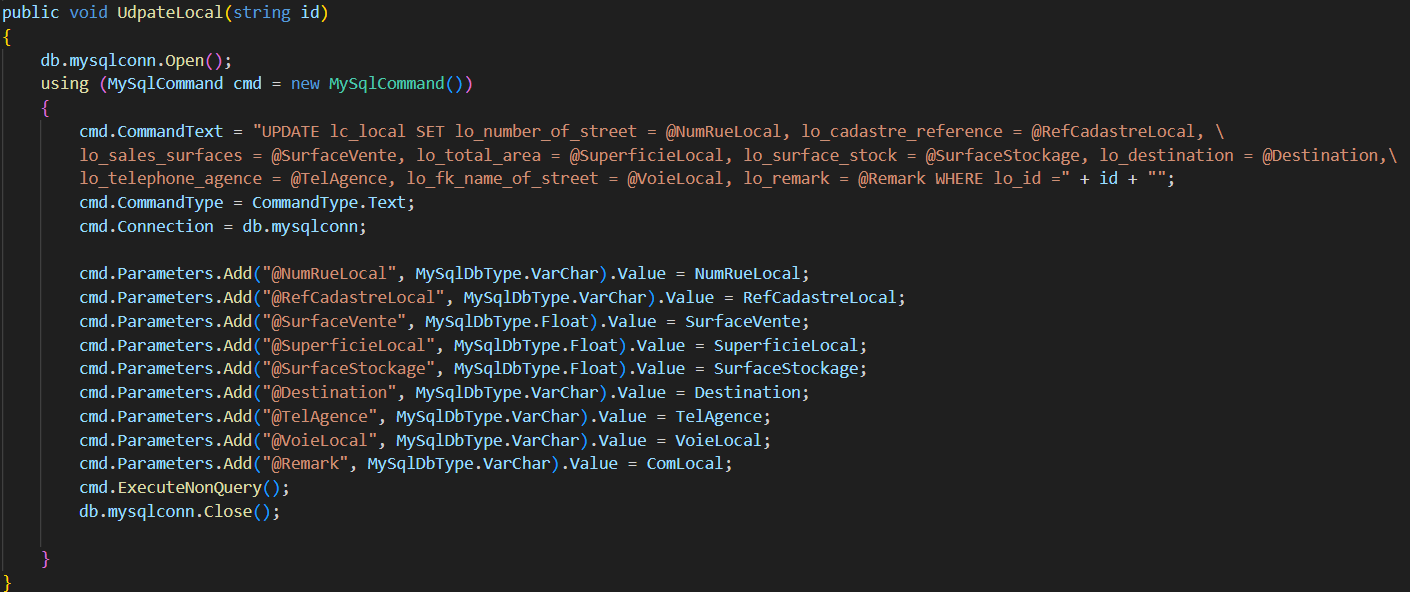 public void UdpateLocal(string id)
{
db.mysqlconn.Open();
using (MySqlCommand cmd = new MySqlCommand())
{
cmd.CommandText = "UPDATE lc_local SET lo_number_of_street = @NumRueLocal, lo_cadastre_reference = @RefCadastreLocal, \
lo_sales_surfaces = @SurfaceVente, lo_total_area = @SuperficieLocal, lo_surface_stock = @SurfaceStockage, lo_destination = @Destination,\
lo_telephone_agence = @TelAgence, lo_fk_name_of_street = @VoieLocal, lo_remark = @Remark WHERE lo_id =" + id + "";
cmd.CommandType = CommandType.Text;
cmd.Connection = db.mysqlconn;
cmd.Parameters.Add("@NumRueLocal", MySqlDbType.VarChar).Value = NumRueLocal;
cmd.Parameters.Add("@RefCadastreLocal", MySqlDbType.VarChar).Value = RefCadastreLocal;
cmd.Parameters.Add("@SurfaceVente", MySqlDbType.Float).Value = SurfaceVente;
cmd.Parameters.Add("@SuperficieLocal", MySqlDbType.Float).Value = SuperficieLocal;
cmd.Parameters.Add("@SurfaceStockage", MySqlDbType.Float).Value = SurfaceStockage;
cmd.Parameters.Add("@Destination", MySqlDbType.VarChar).Value = Destination;
cmd.Parameters.Add("@TelAgence", MySqlDbType.VarChar).Value = TelAgence;
cmd.Parameters.Add("@VoieLocal", MySqlDbType.VarChar).Value = VoieLocal;
cmd.Parameters.Add("@Remark", MySqlDbType.VarChar).Value = ComLocal;
cmd.ExecuteNonQuery();
db.mysqlconn.Close();
}
}